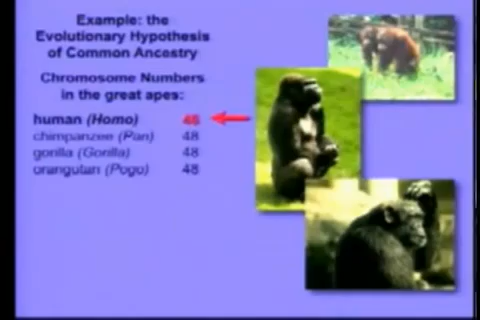 Example: the
Evolutionary Hypothesis
of Common Ancestry
Chromosome Numbers
in the great apes:
human (Homo) 46
chimpanzee (Pan) 48
gorilla (Gorilla) 48
orangutan (Pogo) 48